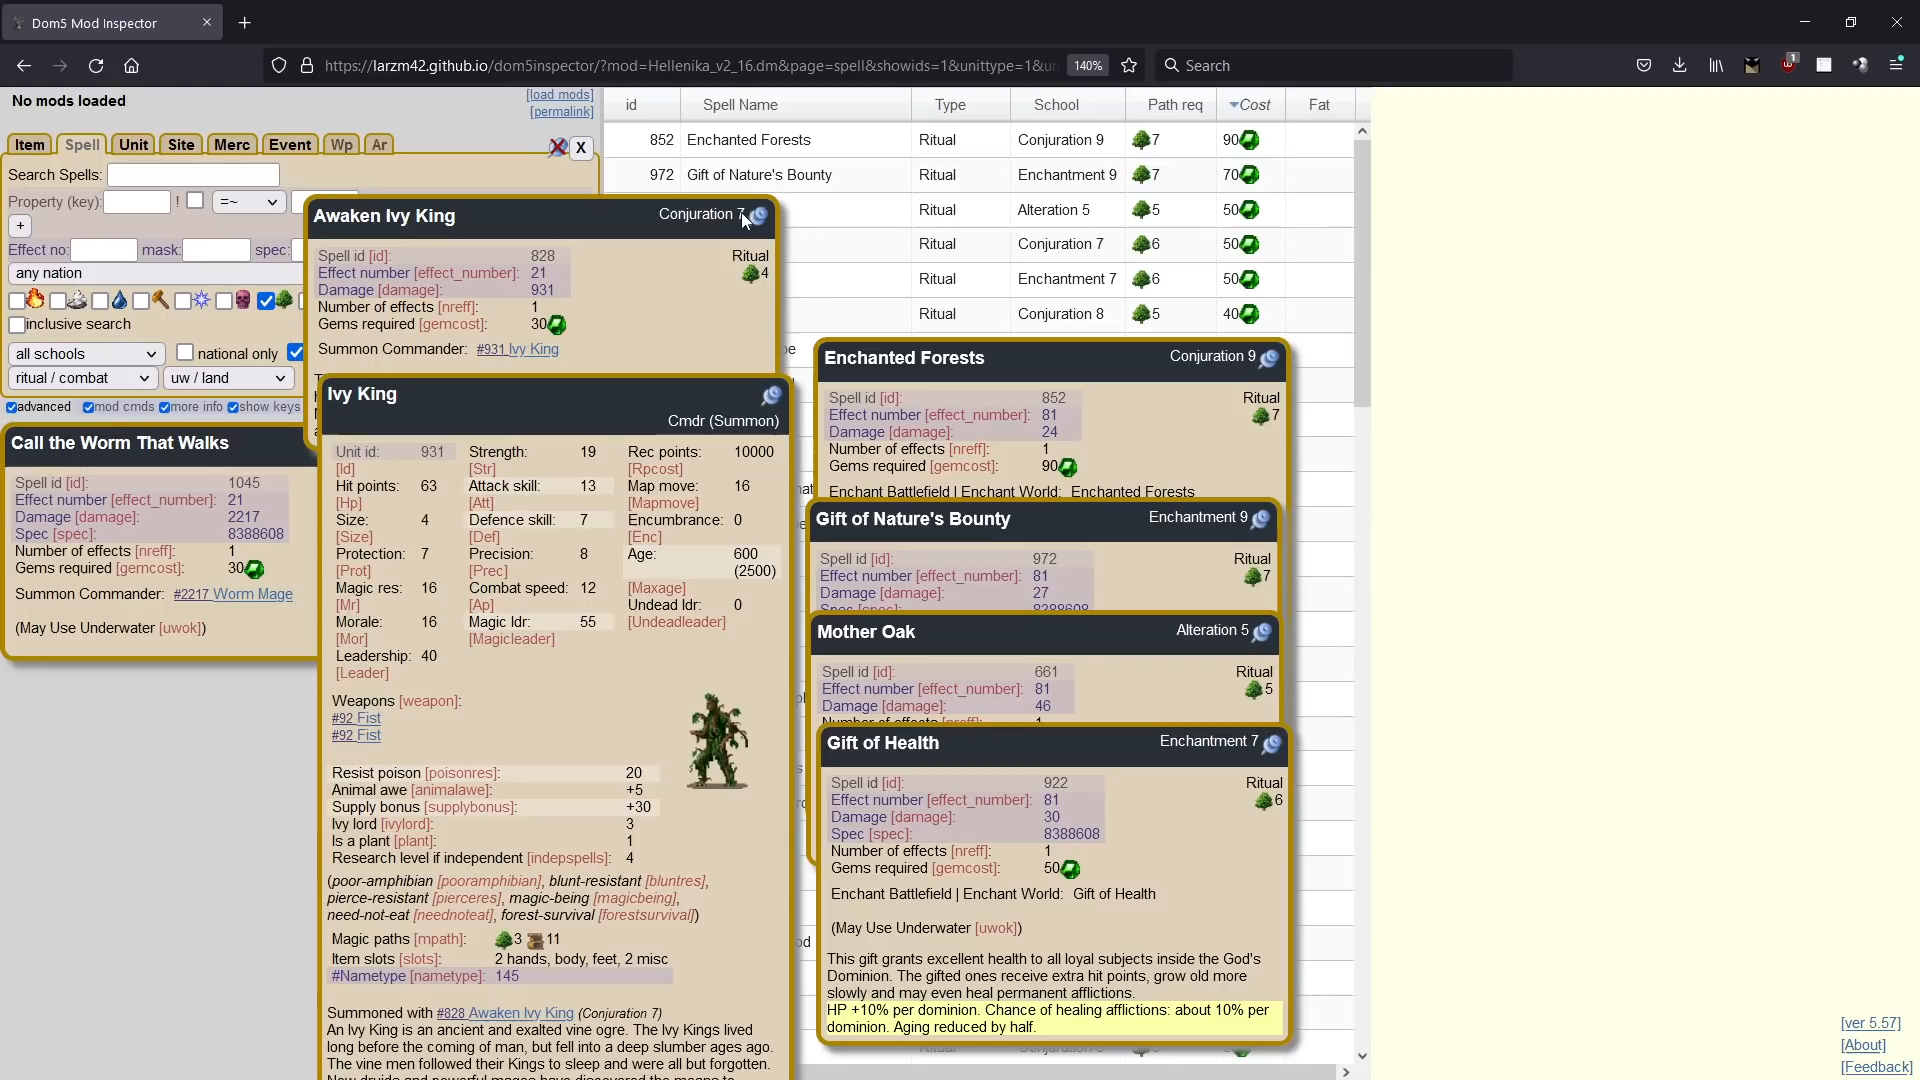 Dom5 Mod Inspector
https://larzm42.github.io/dom5inspector/?mod=Hellenika_v2_16.dm&page=spell&showids=1&unittype=1&ur
140%
Search
1
No mods loaded
[load mods]
[permalink]
Item Spell Unit Site Merc Event Wp Ar
X
Search Spells:
Property (key): ! =~
+
Effect no: mask: spec:
any nation
inclusive search
all schools national only
ritual / combat uw / land
advanced mod cmds more info show keys
id Spell Name Type School Path req Cost Fat
852 Enchanted Forests Ritual Conjuration 9 7 90
972 Gift of Nature's Bounty Ritual Enchantment 9 7 70
Ritual Alteration 5 5 50
Ritual Conjuration 7 6 50
Ritual Enchantment 7 6 50
Ritual Conjuration 8 5 40
Call the Worm That Walks
Spell id [id]: 1045
Effect number [effect_number]: 21
Damage [damage]: 2217
Spec [spec]: 8388608
Number of effects [nreff]: 1
Gems required [gemcost]: 30
Summon Commander: #2217 Worm Mage
(May Use Underwater [uwok])
Awaken Ivy King Conjuration 7
Spell id [id]: 828 Ritual
Effect number [effect_number]: 21 4
Damage [damage]: 931
Number of effects [nreff]: 1
Gems required [gemcost]: 30
Summon Commander: #931 Ivy King
Ivy King
Cmdr (Summon)
Unit id: 931 Strength: 19 Rec points: 10000
[Id] [Str] [Rpcost]
Hit points: 63 Attack skill: 13 Map move: 16
[Hp] [Att] [Mapmove]
Size: 4 Defence skill: 7 Encumbrance: 0
[Size] [Def] [Enc]
Protection: 7 Precision: 8 Age: 600
[Prot] [Prec] (2500)
Magic res: 16 Combat speed: 12 [Maxage]
[Mr] [Ap] Undead ldr: 0
Morale: 16 Magic ldr: 55 [Undeadleader]
[Mor] [Magicleader]
Leadership: 40
[Leader]
Weapons [weapon]:
#92 Fist
#92 Fist
Resist poison [poisonres]: 20
Animal awe [animalawe]: +5
Supply bonus [supplybonus]: +30
Ivy lord [ivylord]: 3
Is a plant [plant]: 1
Research level if independent [indepspells]: 4
(poor-amphibian [pooramphibian], blunt-resistant [bluntres],
pierce-resistant [pierceres], magic-being [magicbeing],
need-not-eat [neednoteat], forest-survival [forestsurvival])
Magic paths [mpath]: 3 11
Item slots [slots]: 2 hands, body, feet, 2 misc
#Nametype [nametype]: 145
Summoned with #828 Awaken Ivy King (Conjuration 7)
An Ivy King is an ancient and exalted vine ogre. The Ivy Kings lived
long before the coming of man, but fell into a deep slumber ages ago.
The vine men followed their Kings to sleep and were all but forgotten.
Now druids and powerful mages have discovered the means to
Enchanted Forests Conjuration 9
Spell id [id]: 852 Ritual
Effect number [effect_number]: 81 7
Damage [damage]: 24
Number of effects [nreff]: 1
Gems required [gemcost]: 90
Enchant Battlefield | Enchant World: Enchanted Forests
Gift of Nature's Bounty Enchantment 9
Spell id [id]: 972 Ritual
Effect number [effect_number]: 81 7
Damage [damage]: 27
Spec [spec]: 8388608
Mother Oak Alteration 5
Spell id [id]: 661 Ritual
Effect number [effect_number]: 81 5
Damage [damage]: 46
Number of effects [nreff]: 1
Gift of Health Enchantment 7
Spell id [id]: 922 Ritual
Effect number [effect_number]: 81 6
Damage [damage]: 30
Spec [spec]: 8388608
Number of effects [nreff]: 1
Gems required [gemcost]: 50
Enchant Battlefield | Enchant World: Gift of Health
(May Use Underwater [uwok])
This gift grants excellent health to all loyal subjects inside the God's
Dominion. The gifted ones receive extra hit points, grow old more
slowly and may even heal permanent afflictions.
HP +10% per dominion. Chance of healing afflictions: about 10% per
dominion. Aging reduced by half.
[ver 5.57]
[About]
[Feedback]